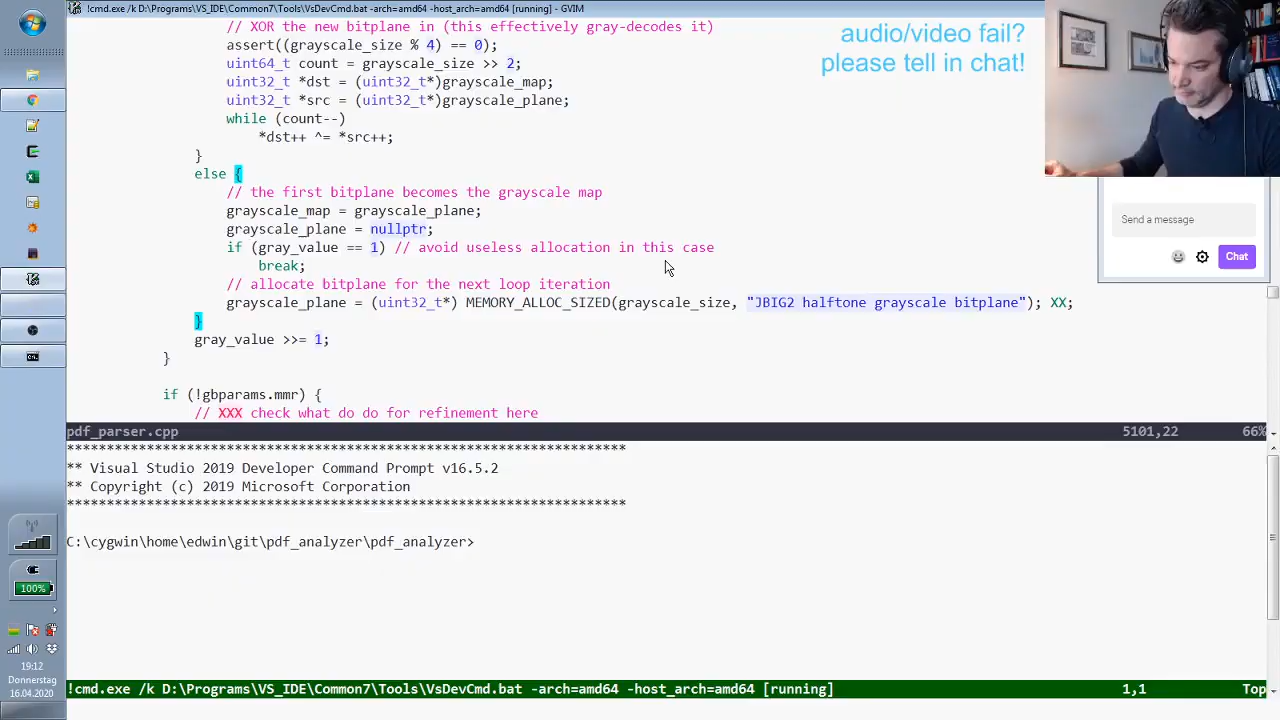 !cmd.exe /k D:\Programs\VS_IDE\Common7\Tools\VsDevCmd.bat -arch=amd64 -host_arch=amd64 [running] - GVIM
// XOR the bitplane in (this effectively gray-decodes it)
assert((grayscale_size % 4) == 0);
uint64_t count = grayscale_size >> 2;
uint32_t *dst = (uint32_t*)grayscale_map;
uint32_t *src = (uint32_t*)grayscale_plane;
while (count--)
*dst++ ^= *src++;
}
else {
// the first bitplane becomes the grayscale map
grayscale_map = grayscale_plane;
grayscale_plane = nullptr;
if (gray_value == 1) // avoid useless allocation in this case
break;
// allocate bitplane for the next loop iteration
grayscale_plane = (uint32_t*) MEMORY_ALLOC_SIZED(grayscale_size, "JBIG2 halftone grayscale bitplane"); XX;
}
gray_value >>= 1;
}
if (!gbparams.mmr) {
// XXX check what do do for refinement here
pdf_parser.cpp 5101,22 66%
**********************************************************************
** Visual Studio 2019 Developer Command Prompt v16.5.2
** Copyright (c) 2019 Microsoft Corporation
**********************************************************************
C:\cygwin\home\edwin\git\pdf_analyzer\pdf_analyzer>
!cmd.exe /k D:\Programs\VS_IDE\Common7\Tools\VsDevCmd.bat -arch=amd64 -host_arch=amd64 [running] 1,1 Top
audio/video fail?
please tell in chat!
Send a message
Chat
100%
19:12
Donnerstag
16.04.2020